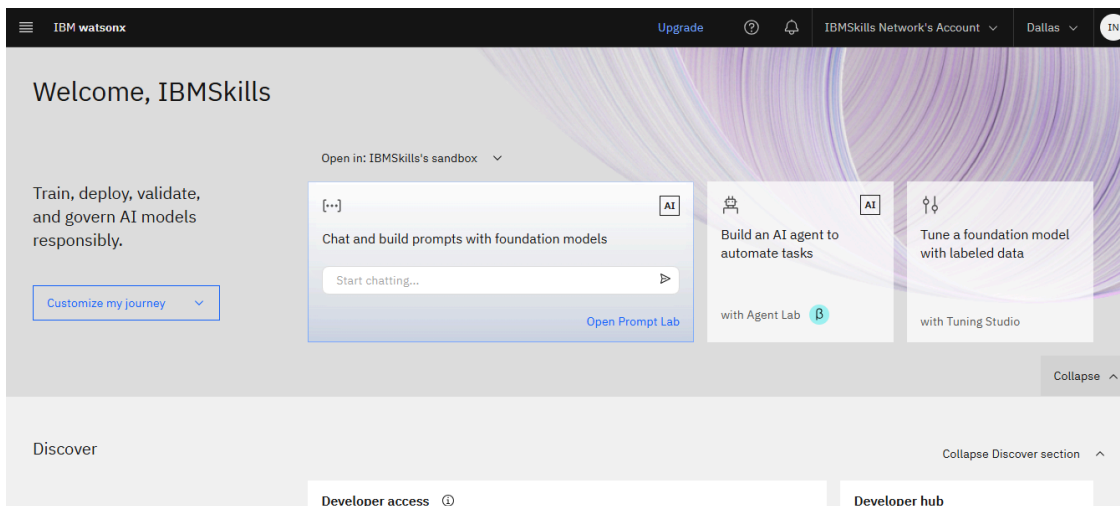 IBM watsonx
Upgrade
IBMSkills Network's Account
Dallas
IN
Welcome, IBMSkills
Open in: IBMSkills's sandbox
Train, deploy, validate,
and govern AI models
responsibly.
Customize my journey
[...]
AI
Chat and build prompts with foundation models
Start chatting...
Open Prompt Lab
AI
Build an AI agent to
automate tasks
with Agent Lab β
Tune a foundation model
with labeled data
with Tuning Studio
Collapse
Discover
Collapse Discover section
Developer access
Developer hub